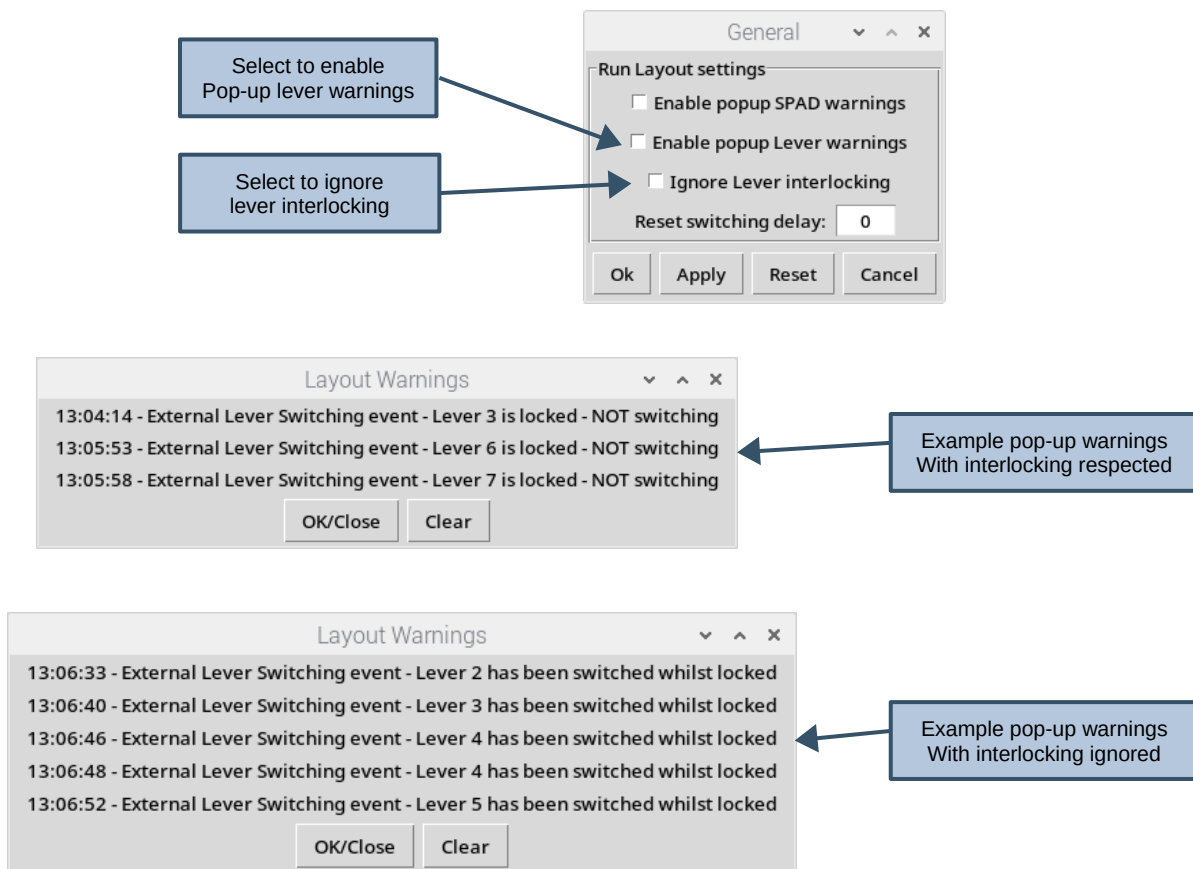 Select to enable
Pop-up lever warnings
Select to ignore
lever interlocking
General
Run Layout settings
Enable popup SPAD warnings
Enable popup Lever warnings
Ignore Lever interlocking
Reset switching delay: 0
Ok Apply Reset Cancel
Layout Warnings
13:04:14 - External Lever Switching event - Lever 3 is locked - NOT switching
13:05:53 - External Lever Switching event - Lever 6 is locked - NOT switching
13:05:58 - External Lever Switching event - Lever 7 is locked - NOT switching
OK/Close Clear
Example pop-up warnings
With interlocking respected
Layout Warnings
13:06:33 - External Lever Switching event - Lever 2 has been switched whilst locked
13:06:40 - External Lever Switching event - Lever 3 has been switched whilst locked
13:06:46 - External Lever Switching event - Lever 4 has been switched whilst locked
13:06:48 - External Lever Switching event - Lever 4 has been switched whilst locked
13:06:52 - External Lever Switching event - Lever 5 has been switched whilst locked
OK/Close Clear
Example pop-up warnings
With interlocking ignored